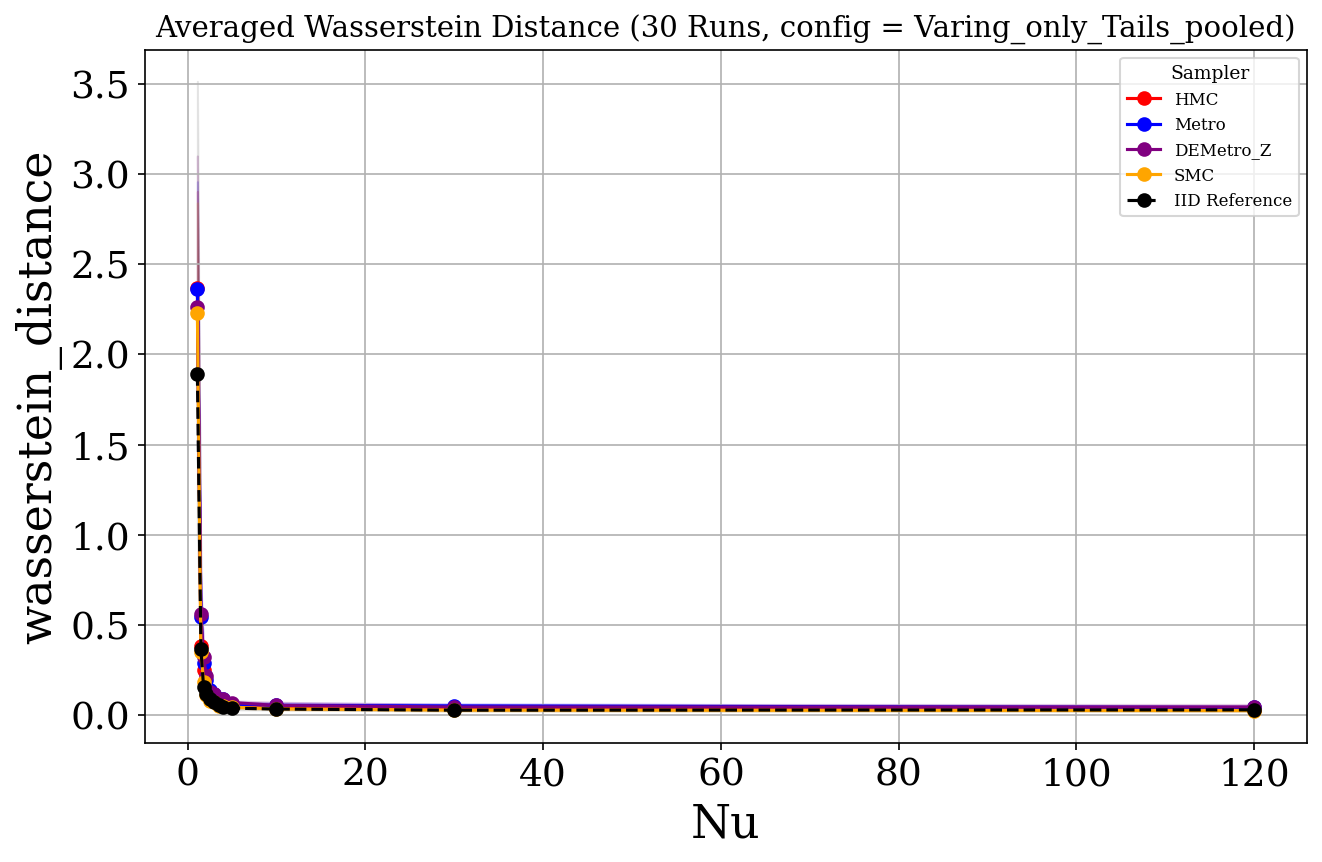 Averaged Wasserstein Distance (30 Runs, config = Varing_only_Tails_pooled)
Sampler
HMC
Metro
DEMetro_Z
SMC
IID Reference
wasserstein_distance
3.5
3.0
2.5
2.0
1.5
1.0
0.5
0.0
0 20 40 60 80 100 120
Nu